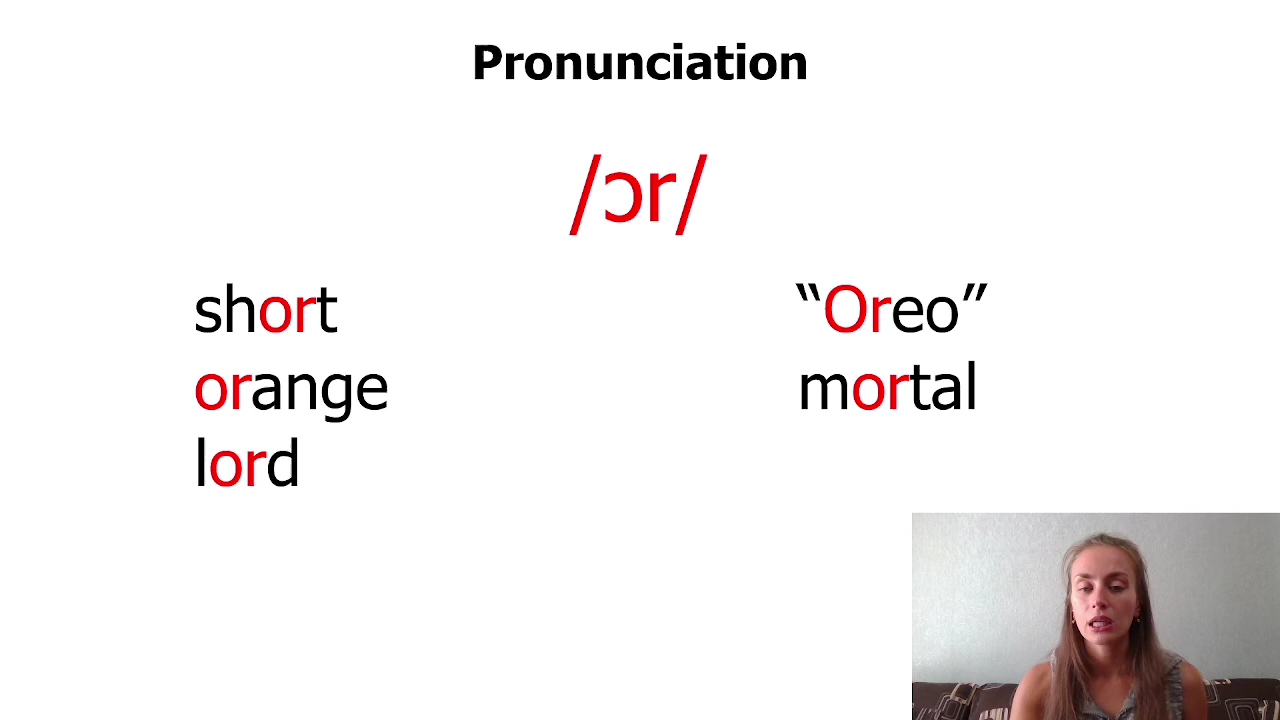 Pronunciation
/ɔr/
short
orange
lord
“Oreo”
mortal